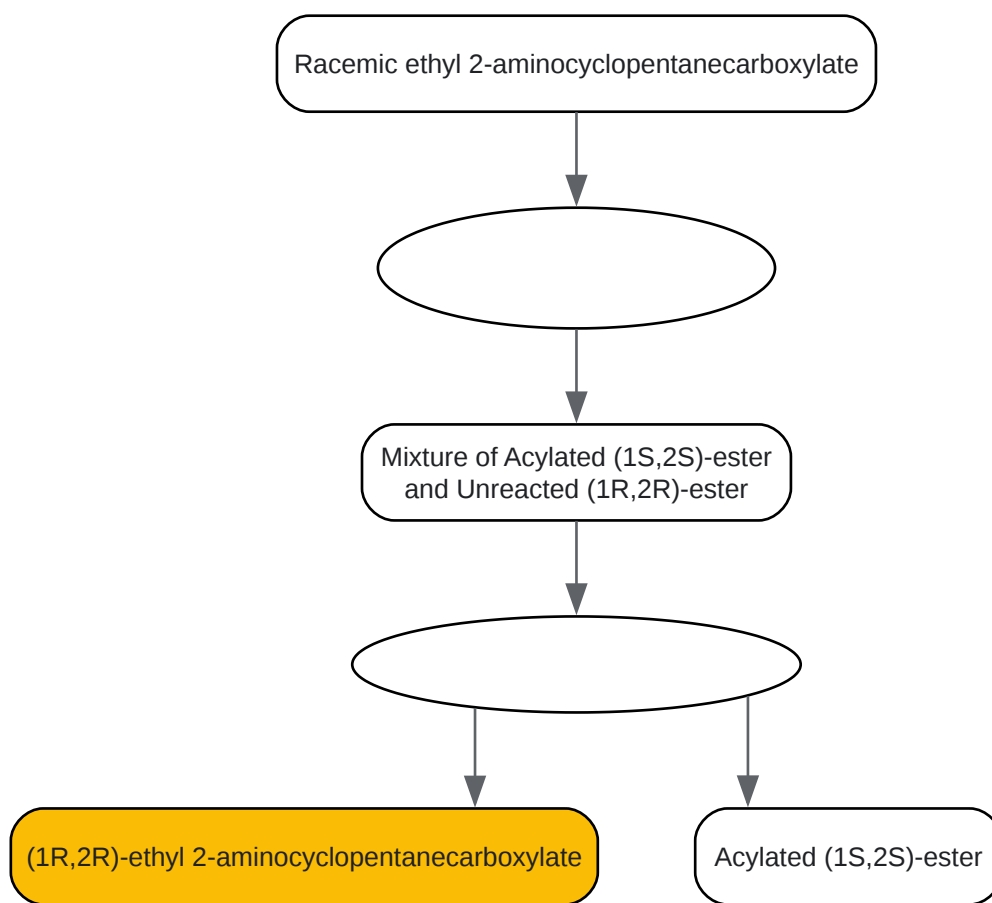 Racemic ethyl 2-aminocyclopentanecarboxylate
Mixture of Acylated (1S,2S)-ester
and Unreacted (1R,2R)-ester
(1R,2R)-ethyl 2-aminocyclopentanecarboxylate
Acylated (1S,2S)-ester